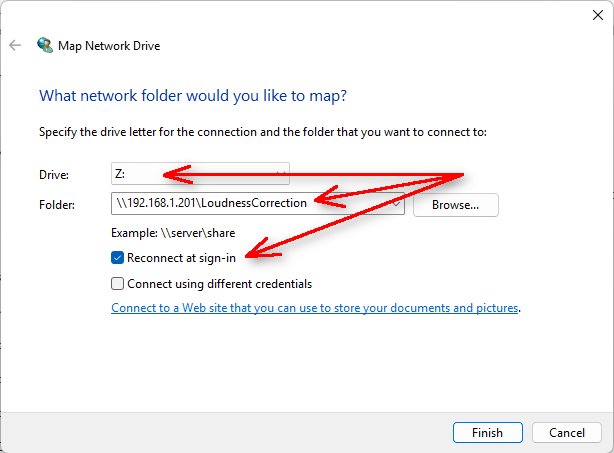 Map Network Drive
What network folder would you like to map?
Specify the drive letter for the connection and the folder that you want to connect to:
Drive: Z:
Folder: \\192.168.1.201\LoudnessCorrection Browse...
Example: \\server\share
Reconnect at sign-in
Connect using different credentials
Connect to a Web site that you can use to store your documents and pictures.
Finish Cancel